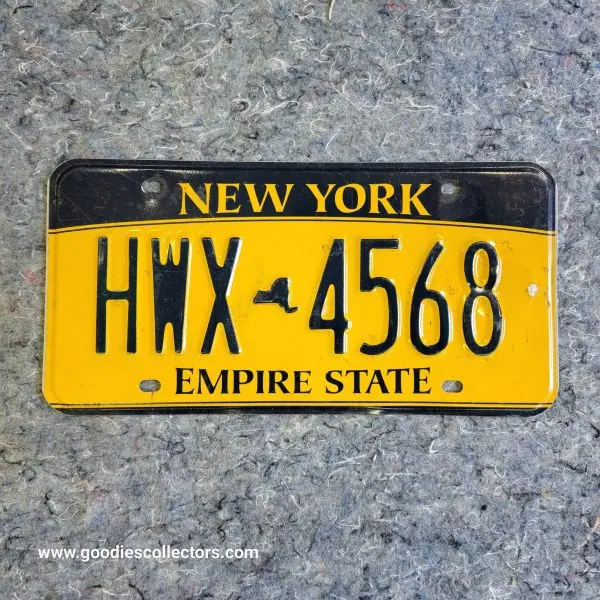 NEW YORK
HWX 4568
EMPIRE STATE
www.goodiescollectors.com